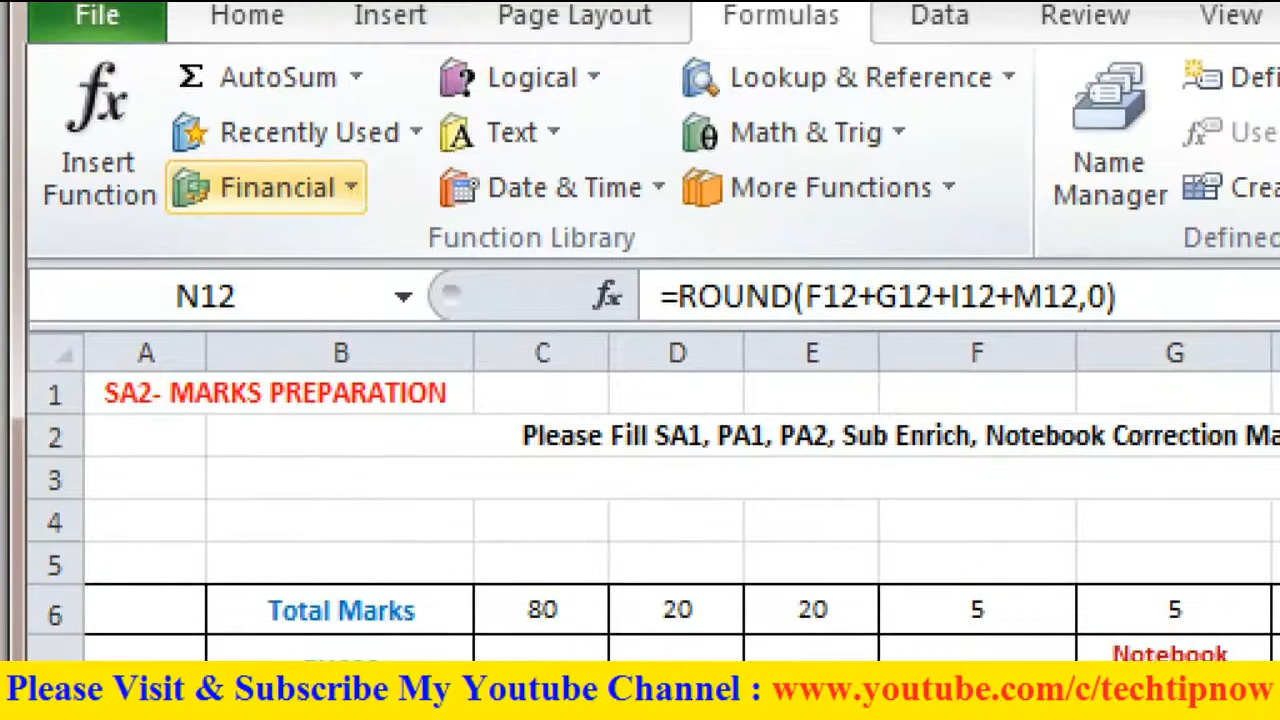 File Home Insert Page Layout Formulas Data Review View
fx Σ AutoSum Logical Lookup & Reference
Recently Used A Text θ Math & Trig
Insert Function Financial Date & Time More Functions Name Manager
Function Library
N12 fx =ROUND(F12+G12+I12+M12,0)
A B C D E F G
1 SA2- MARKS PREPARATION
2 Please Fill SA1, PA1, PA2, Sub Enrich, Notebook Correction
3
4
5
6 Total Marks 80 20 20 5 5
Notebook
Please Visit & Subscribe My Youtube Channel : www.youtube.com/c/techtipnow